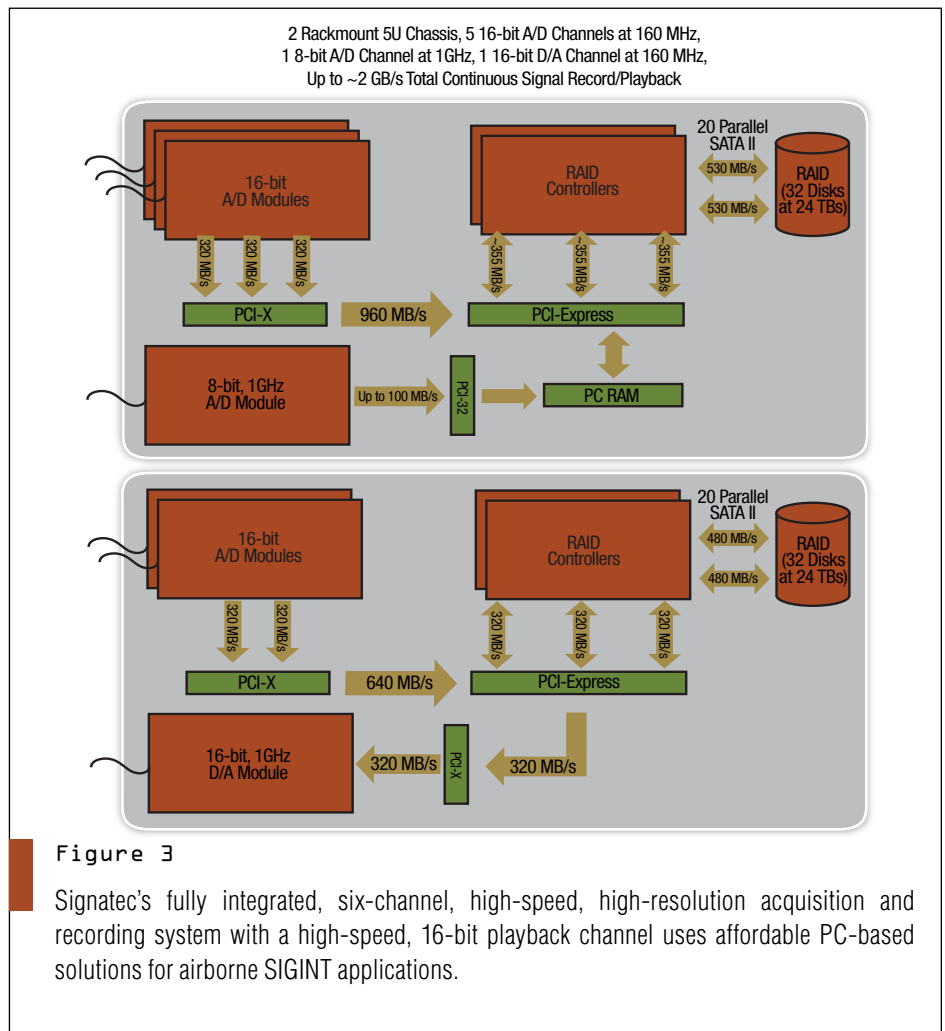 2 Rackmount 5U Chassis, 5 16-bit A/D Channels at 160 MHz,
1 8-bit A/D Channel at 1GHz, 1 16-bit D/A Channel at 160 MHz,
Up to ~2 GB/s Total Continuous Signal Record/Playback
16-bit
A/D Modules
RAID
Controllers
20 Parallel
SATA II
530 MB/s
530 MB/s
RAID
(32 Disks
at 24 TBs)
320 MB/s
320 MB/s
320 MB/s
~355 MB/s
~355 MB/s
~355 MB/s
PCI-X
960 MB/s
PCI-Express
8-bit, 1GHz
A/D Module
Up to 100 MB/s
PCI-32
PC RAM
16-bit
A/D Modules
RAID
Controllers
20 Parallel
SATA II
480 MB/s
480 MB/s
RAID
(32 Disks
at 24 TBs)
320 MB/s
320 MB/s
320 MB/s
320 MB/s
320 MB/s
PCI-X
640 MB/s
PCI-Express
16-bit, 1GHz
D/A Module
320 MB/s
PCI-X
320 MB/s
Figure 3
Signatec's fully integrated, six-channel, high-speed, high-resolution acquisition and
recording system with a high-speed, 16-bit playback channel uses affordable PC-based
solutions for airborne SIGINT applications.